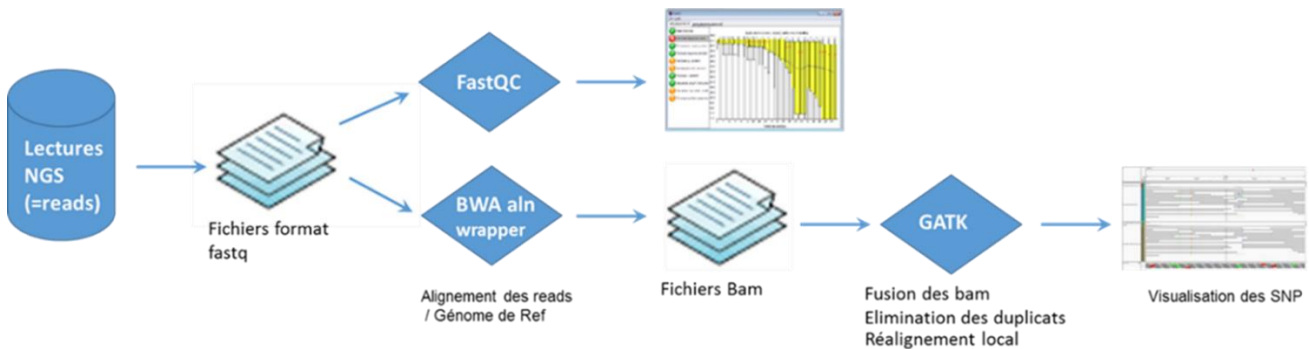 Lectures
NGS
(=reads)
Fichiers format
fastq
FastQC
BWA aln
wrapper
Alignement des reads
/ Génome de Ref
Fichiers Bam
GATK
Fusion des bam
Elimination des duplicats
Réalignement local
Visualisation des SNP